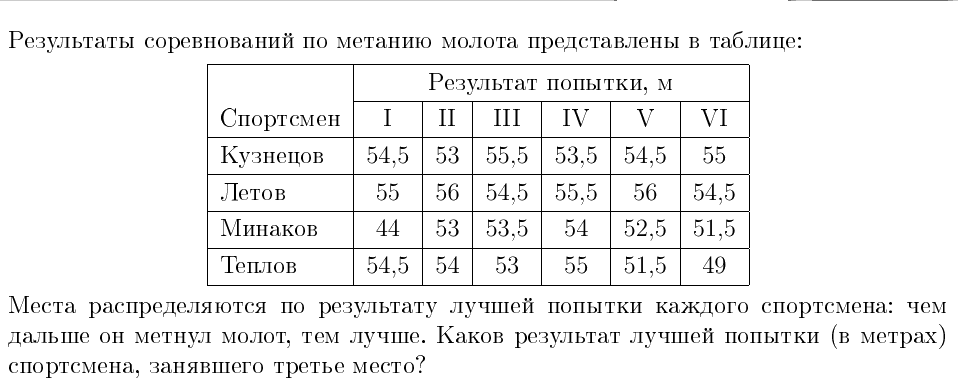 Результаты соревнований по метанию молота представлены в таблице:
Результат попытки, м
Спортсмен I II III IV V VI
Кузнецов 54,5 53 55,5 53,5 54,5 55
Летов 55 56 54,5 55,5 56 54,5
Минаков 44 53 53,5 54 52,5 51,5
Теплов 54,5 54 53 55 51,5 49
Места распределяются по результату лучшей попытки каждого спортсмена: чем
дальше он метнул молот, тем лучше. Каков результат лучшей попытки (в метрах)
спортсмена, занявшего третье место?